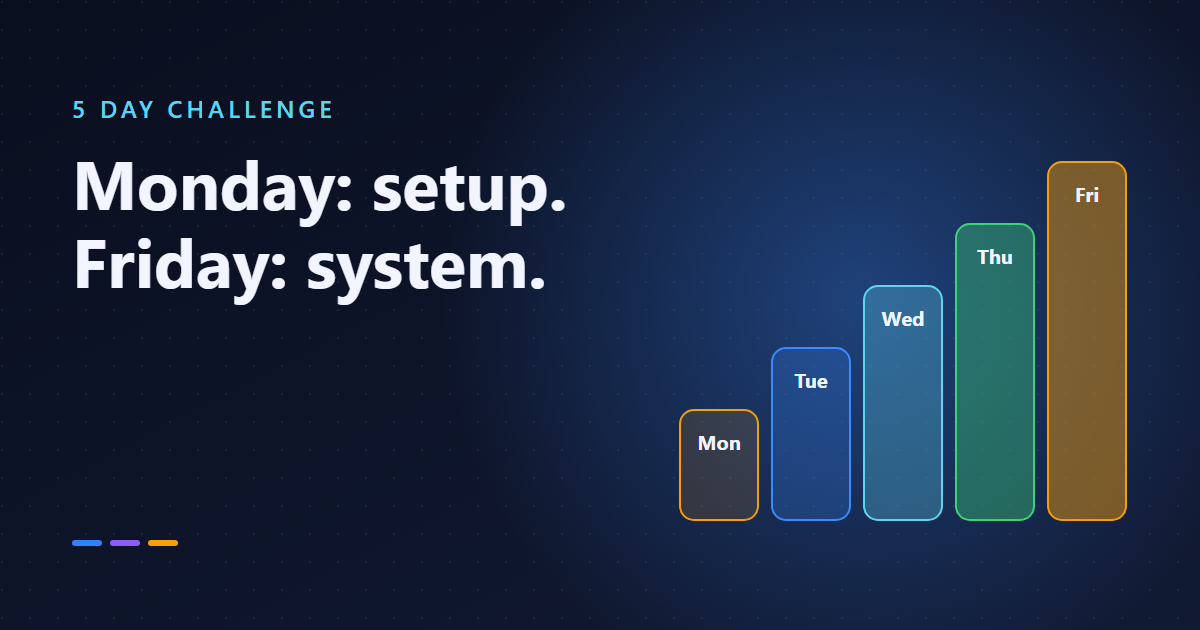 5 DAY CHALLENGE
Monday: setup.
Friday: system.
Mon
Tue
Wed
Thu
Fri